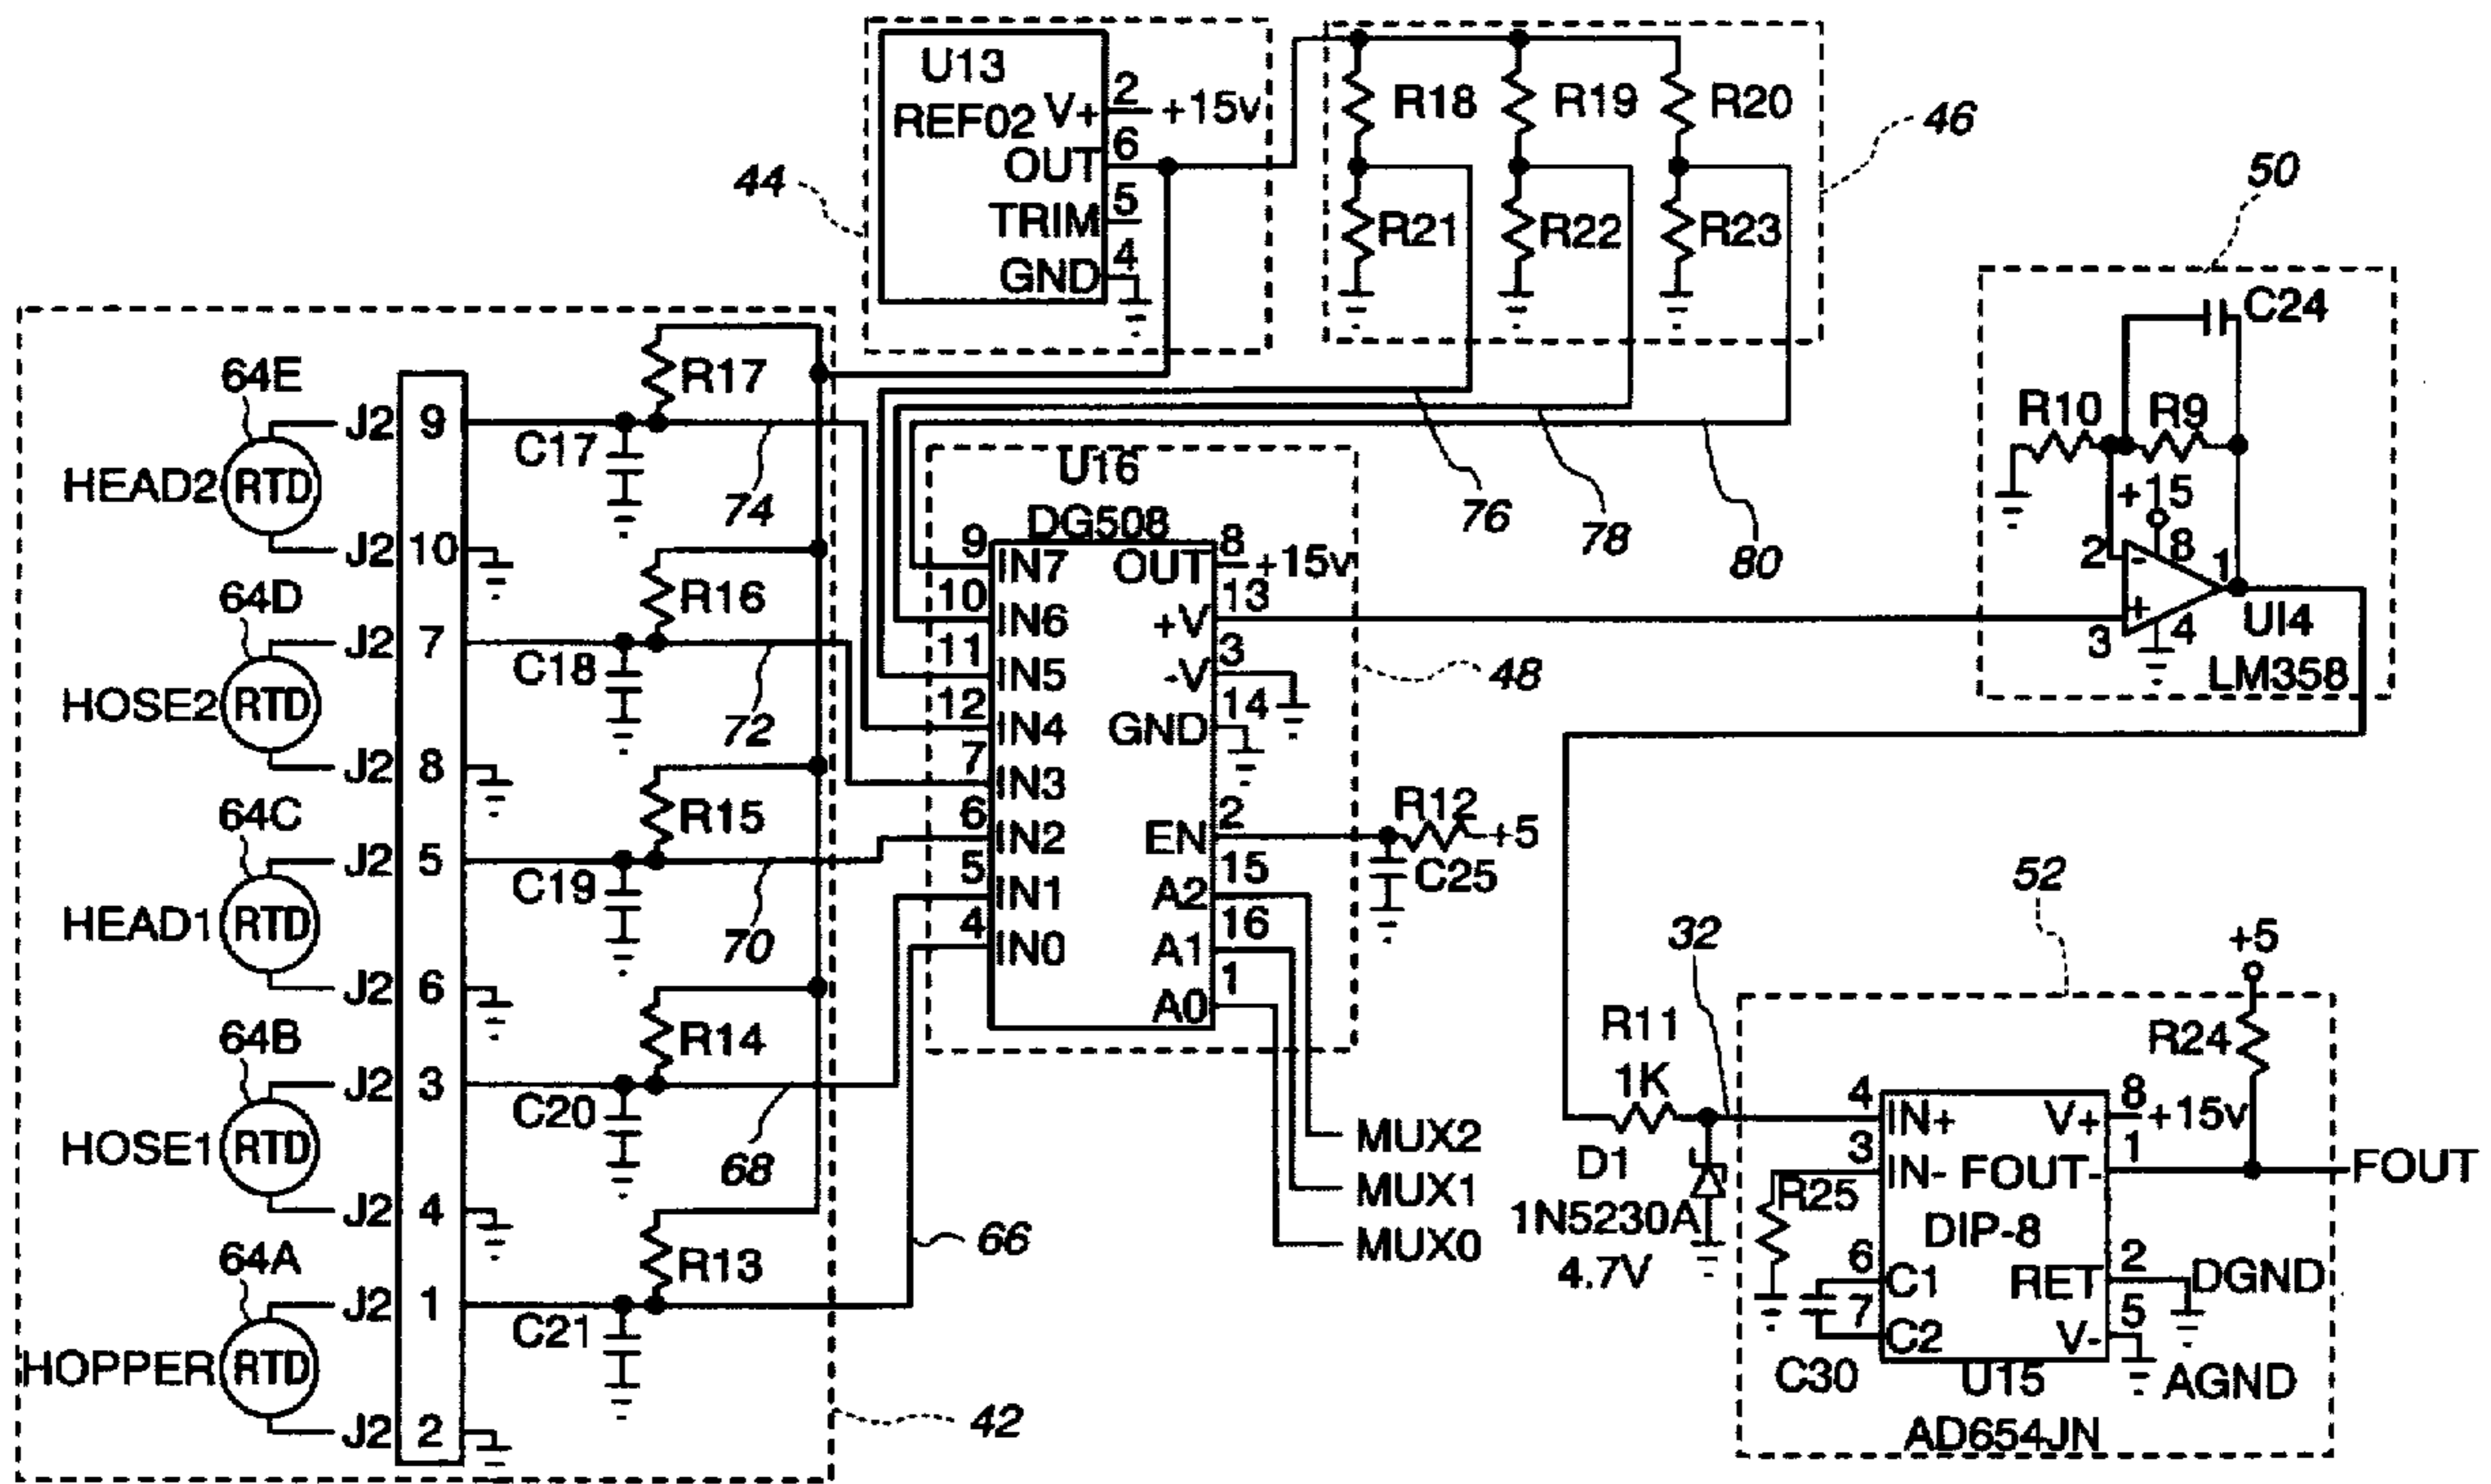 U13
REF02
V+ 2 +15v
OUT 6
TRIM 5
GND 4
44
R18 R19 R20
R21 R22 R23
46
50
C24
R10 R9
+15
2 - 8 1
3 + 4
UI4
LM358
64E
HEAD2 RTD
J2 9
J2 10
R17
C17
74
64D
HOSE2 RTD
J2 7
J2 8
R16
C18
72
64C
HEAD1 RTD
J2 5
J2 6
R15
C19
70
64B
HOSE1 RTD
J2 3
J2 4
R14
C20
68
64A
HOPPER RTD
J2 1
J2 2
R13
C21
66
42
76 78 80
U16
DG508
9 IN7 OUT 8 +15v
10 IN6 +V 13
11 IN5 -V 3
12 IN4 GND 14
7 IN3
6 IN2 EN 2
5 IN1 A2 15
4 IN0 A1 16
A0 1
48
R12
+5
C25
MUX2
MUX1
MUX0
52
32
R11
1K
D1
1N5230A
4.7V
+5
R24
4 IN+ V+ 8 +15v
3 IN- FOUT- 1 FOUT
R25
DIP-8
6 C1 RET 2 DGND
7 C2 V- 5 AGND
C30
U15
AD654JN